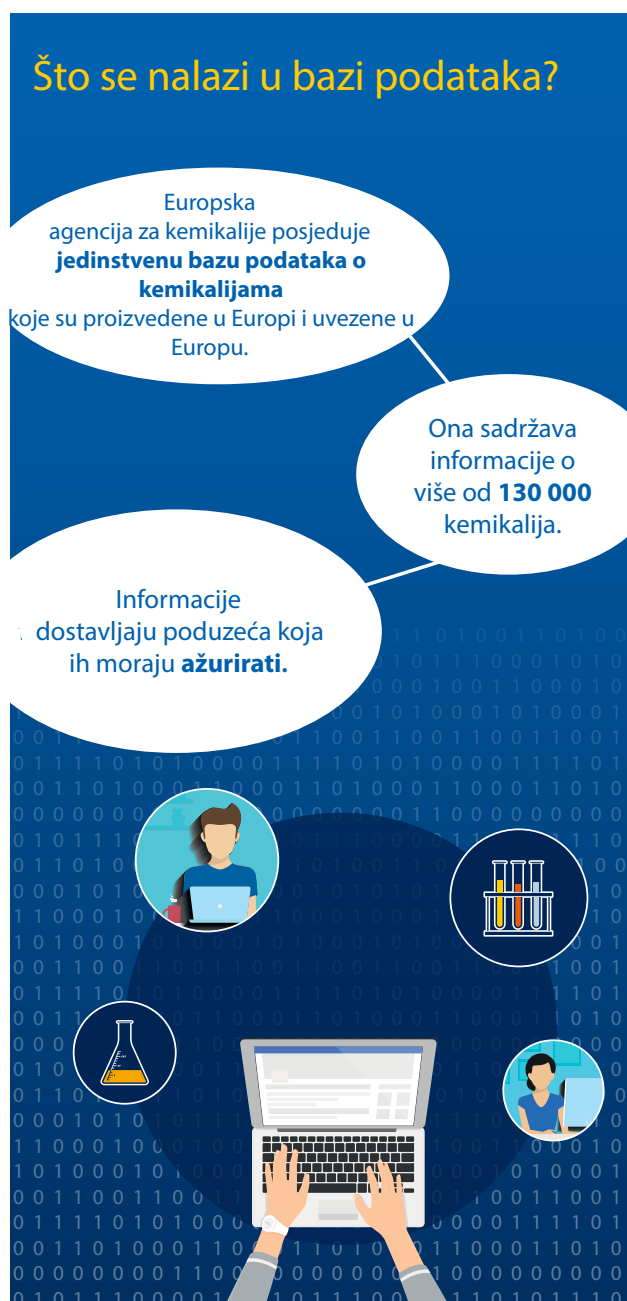 Što se nalazi u bazi podataka?
Europska
agencija za kemikalije posjeduje
jedinstvenu bazu podataka o
kemikalijama
koje su proizvedene u Europi i uvezene u
Europu.
Ona sadržava
informacije o
više od 130 000
kemikalija.
Informacije
dostavljaju poduzeća koja
ih moraju ažurirati.